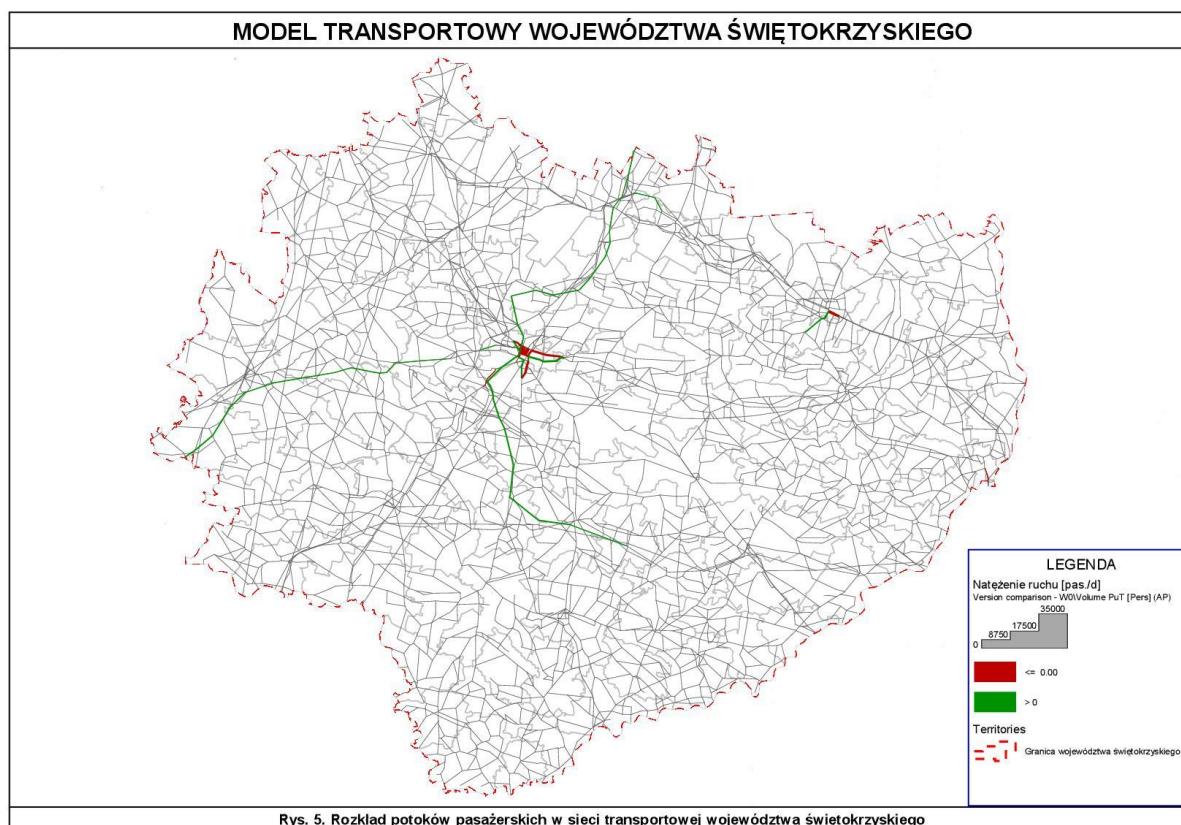 MODEL TRANSPORTOWY WOJEWÓDZTWA ŚWIĘTOKRZYSKIEGO
LEGENDA
Natężenie ruchu [pas./d]
Version comparison - W0\Volume PuT [Pers] (AP)
35000
17500
8750
0
<= 0.00
> 0
Territories
Granica województwa świętokrzyskiego
Rys. 5. Rozkład potoków pasażerskich w sieci transportowej województwa świętokrzyskiego